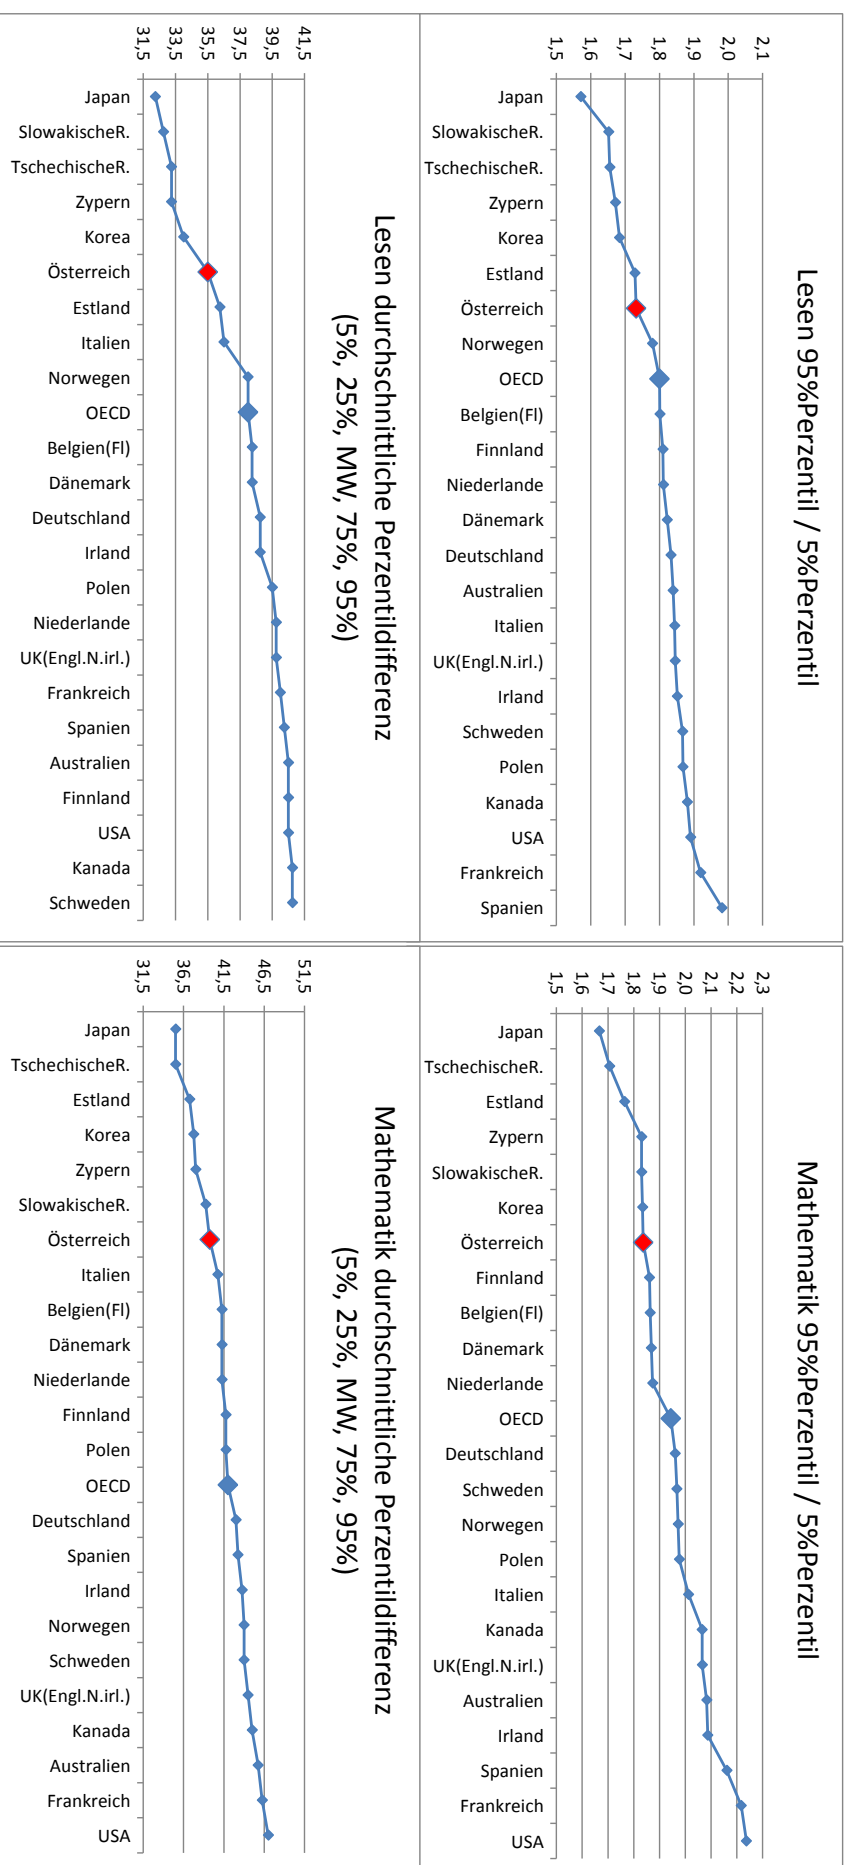 Lesen 95%Perzentil / 5%Perzentil
2,1
2,0
1,9
1,8
1,7
1,6
1,5
Japan
SlowakischeR.
TschechischeR.
Zypern
Korea
Estland
Österreich
Norwegen
OECD
Belgien(Fl)
Finnland
Niederlande
Dänemark
Deutschland
Australien
Italien
UK(Engl.N.irl.)
Irland
Schweden
Polen
Kanada
USA
Frankreich
Spanien
Mathematik 95%Perzentil / 5%Perzentil
2,3
2,2
2,1
2,0
1,9
1,8
1,7
1,6
1,5
Japan
TschechischeR.
Estland
Zypern
SlowakischeR.
Korea
Österreich
Finnland
Belgien(Fl)
Dänemark
Niederlande
OECD
Deutschland
Schweden
Norwegen
Polen
Italien
Kanada
UK(Engl.N.irl.)
Australien
Irland
Spanien
Frankreich
USA
Lesen durchschnittliche Perzentildifferenz
(5%, 25%, MW, 75%, 95%)
41,5
39,5
37,5
35,5
33,5
31,5
Japan
SlowakischeR.
TschechischeR.
Zypern
Korea
Österreich
Estland
Italien
Norwegen
OECD
Belgien(Fl)
Dänemark
Deutschland
Irland
Polen
Niederlande
UK(Engl.N.irl.)
Frankreich
Spanien
Australien
Finnland
USA
Kanada
Schweden
Mathematik durchschnittliche Perzentildifferenz
(5%, 25%, MW, 75%, 95%)
51,5
46,5
41,5
36,5
31,5
Japan
TschechischeR.
Estland
Korea
Zypern
SlowakischeR.
Österreich
Italien
Belgien(Fl)
Dänemark
Niederlande
Finnland
Polen
OECD
Deutschland
Spanien
Irland
Norwegen
Schweden
UK(Engl.N.irl.)
Kanada
Australien
Frankreich
USA